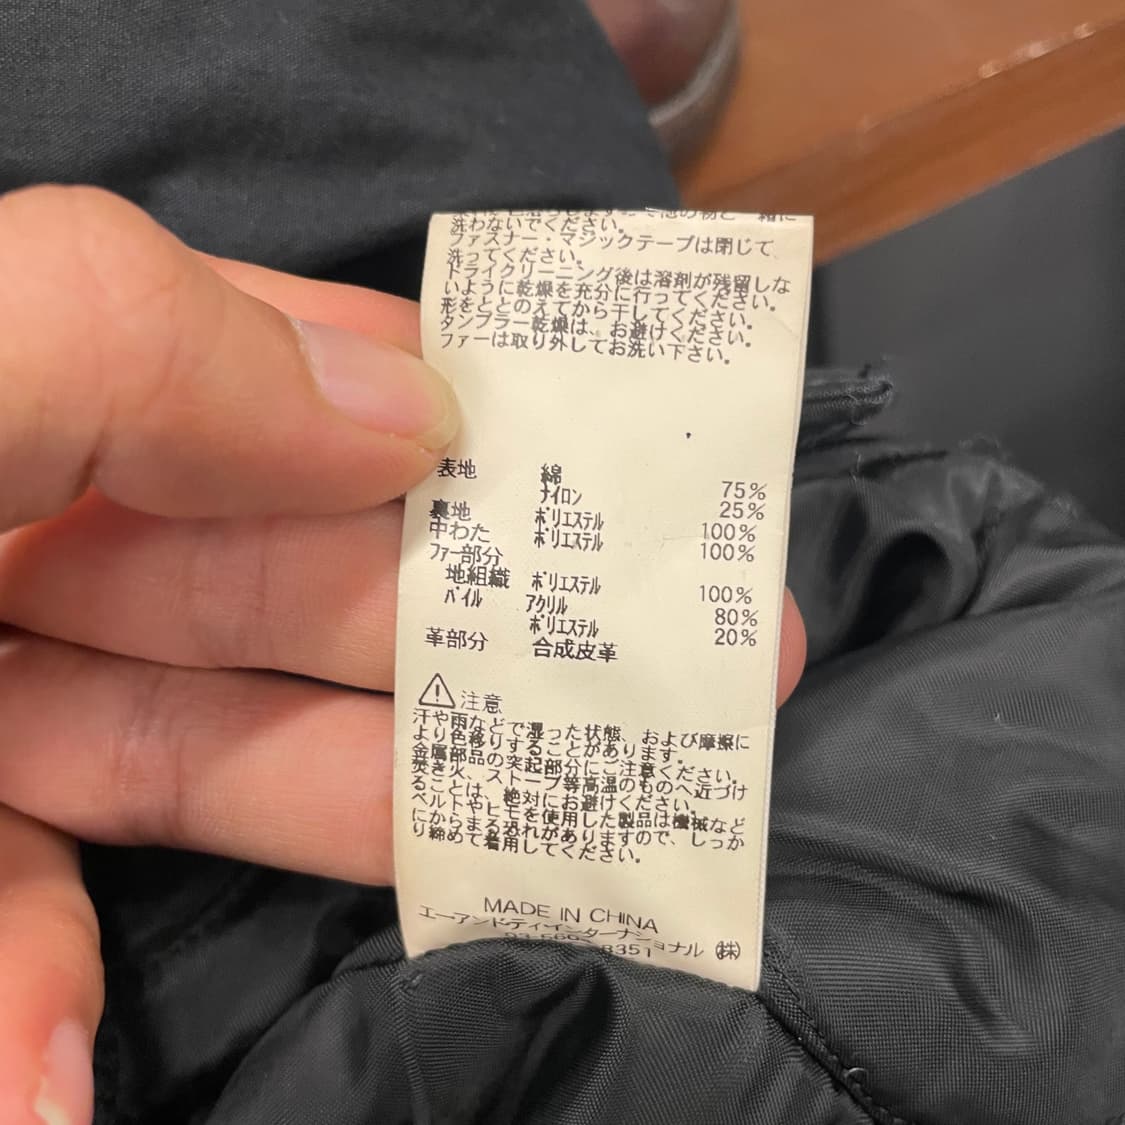 洗わないでください。
ファスナー・マジックテープは閉じて、
洗ってください。
ドライクリーニング後は溶剤が残留しな
いように乾燥を充分に行ってください。
形をととのえてから干してください。
タンブラー乾燥は、お避けください。
ファーは取り外してお洗い下さい。
表地 綿 75%
ナイロン 25%
裏地 ポリエステル 100%
中わた ポリエステル 100%
ファー部分
地組織 ポリエステル 100%
パイル アクリル 80%
ポリエステル 20%
革部分 合成皮革
注意
汗や雨などで湿った状態、および摩擦に
より色移りすることがあります。
金属部品の突起部分にご注意ください。
焚き火、ストーブ等高温のものへ近づけ
ることは、絶対にお避けください。
ベルトやヒモを使用した製品は機械など
にからまる恐れがありますので、しっか
り締めて着用してください。
MADE IN CHINA
エーアンドティインターナショナル㈱
8351